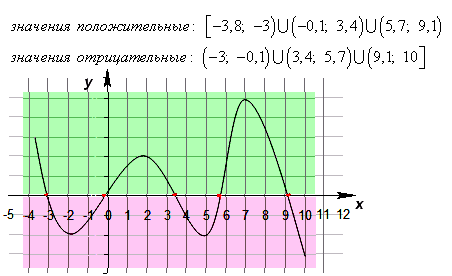 значения положительные: [−3,8; −3)∪(−0,1; 3,4)∪(5,7; 9,1)
значения отрицательные: (−3; −0,1)∪(3,4; 5,7)∪(9,1; 10]
y
x
-5 -4 -3 -2 -1 0 1 2 3 4 5 6 7 8 9 10 11 12